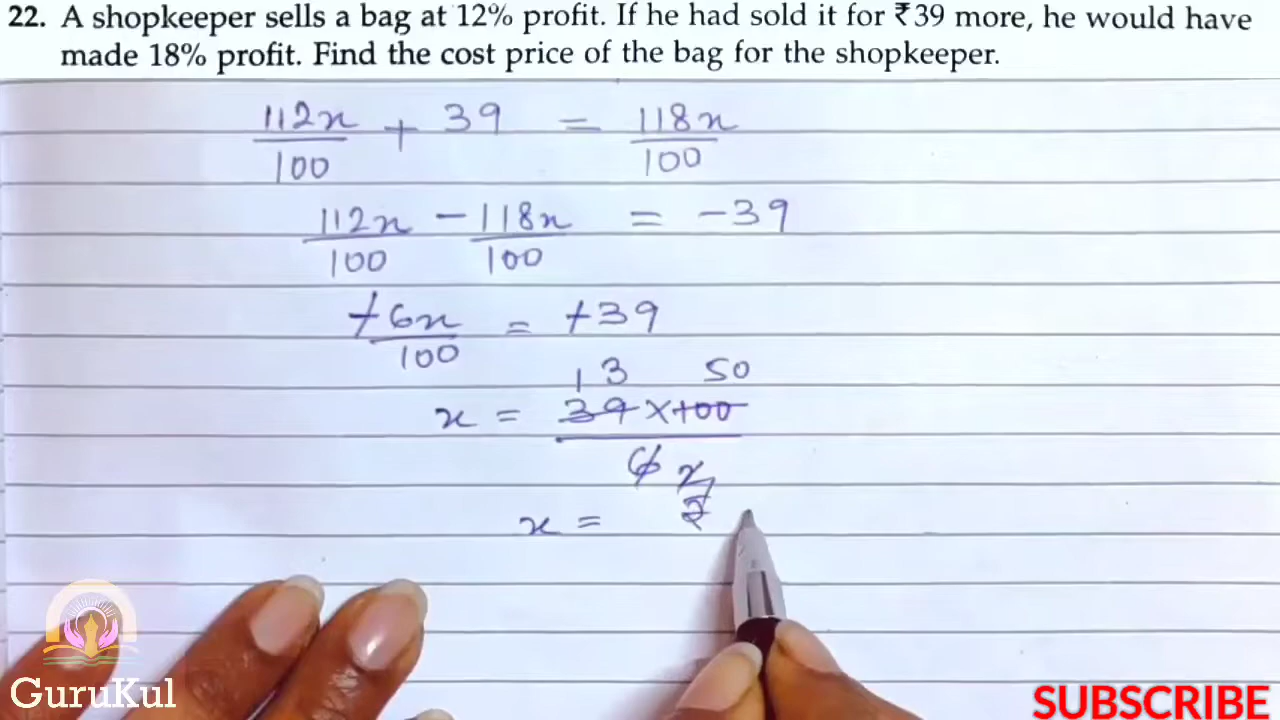 22. A shopkeeper sells a bag at 12% profit. If he had sold it for ₹39 more, he would have
made 18% profit. Find the cost price of the bag for the shopkeeper.
112x/100 + 39 = 118x/100
112x/100 - 118x/100 = -39
+6x/100 = +39
13 50
x = 39 x 100
6 2
x = ₹
GuruKul
SUBSCRIBE